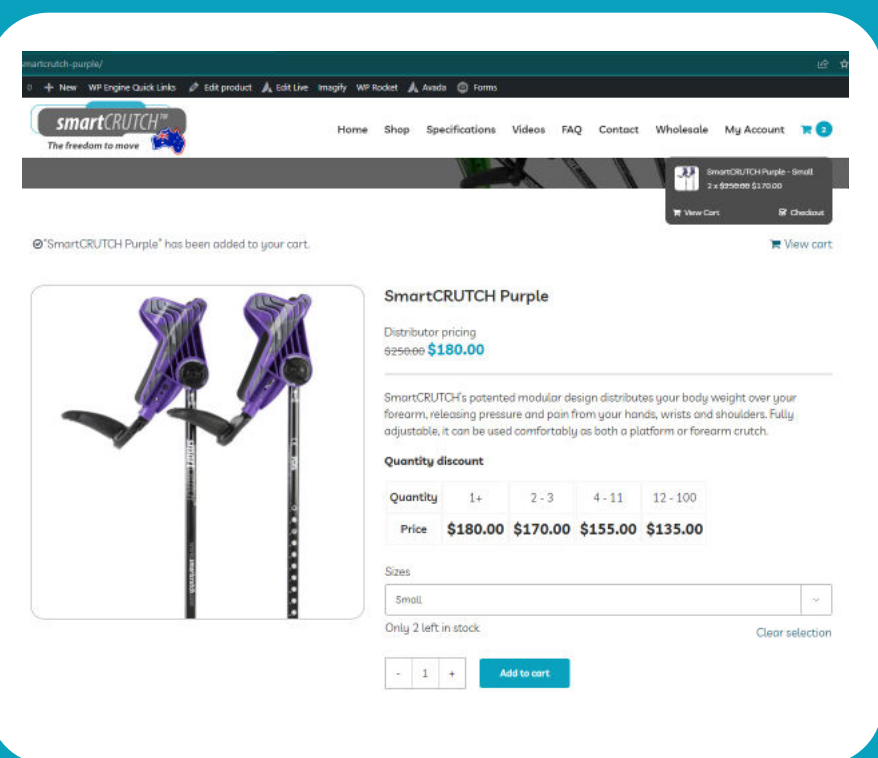 smartcrutch-purple/
0 New WP Engine Quick Links Edit product Edit Live Imagify WP Rocket Avada Forms
smartCRUTCH™
The freedom to move
Home Shop Specifications Videos FAQ Contact Wholesale My Account 2
SmartCRUTCH Purple - Small
2 x $250.00 $170.00
View Cart Checkout
"SmartCRUTCH Purple" has been added to your cart.
View cart
SmartCRUTCH Purple
Distributor pricing
$250.00 $180.00
SmartCRUTCH's patented modular design distributes your body weight over your
forearm, releasing pressure and pain from your hands, wrists and shoulders. Fully
adjustable, it can be used comfortably as both a platform or forearm crutch.
Quantity discount
Quantity 1+ 2 - 3 4 - 11 12 - 100
Price $180.00 $170.00 $155.00 $135.00
Sizes
Small
Only 2 left in stock
Clear selection
- 1 +
Add to cart